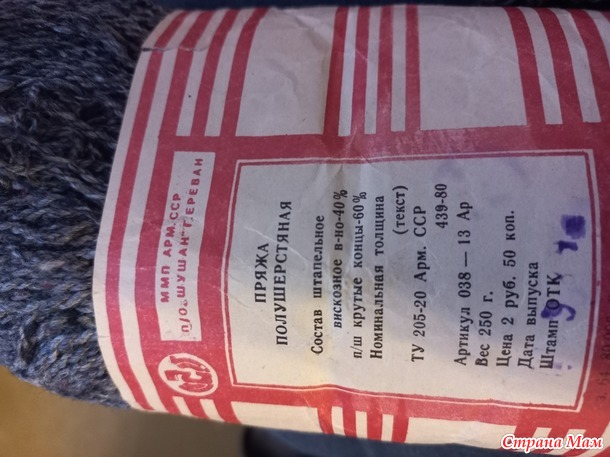 ММП АРМ.ССР
П/О„ШУШАН" Г.ЕРЕВАН
ПРЯЖА
ПОЛУШЕРСТЯНАЯ
Состав штапельное
вискозное в-но-40%
п/ш крутые концы-60%
Номинальная толщина
(текст)
ТУ 205-20 Арм. ССР 439-80
Артикул 038 — 13 Ар
Вес 250 г.
Цена 2 руб. 50 коп.
Дата выпуска
Штамп ОТК
Страна Мам